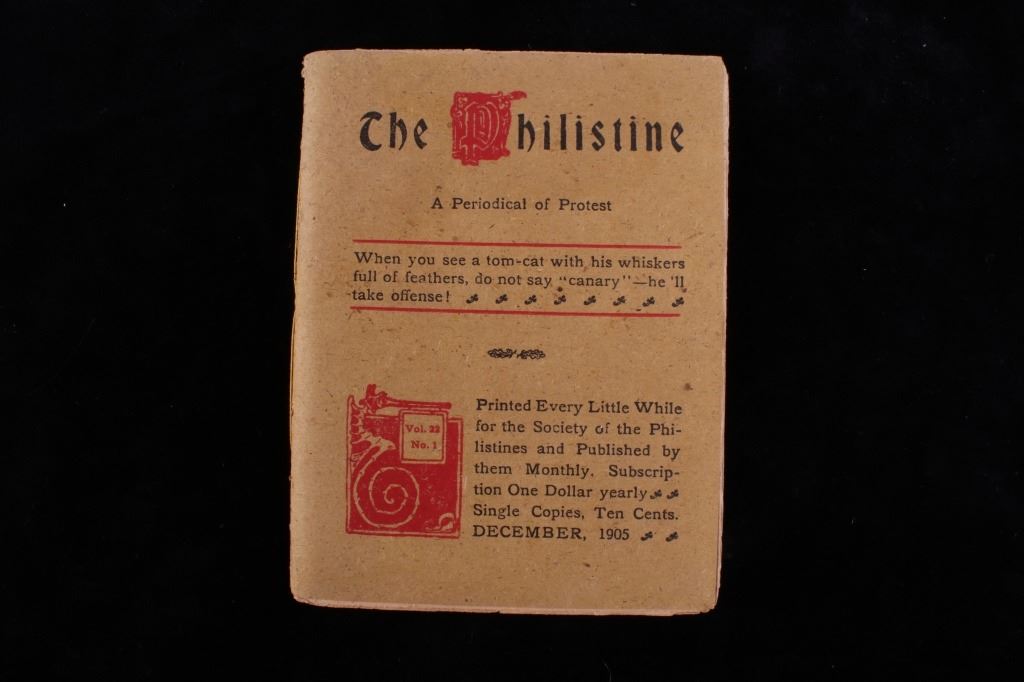 The Philistine
A Periodical of Protest
When you see a tom-cat with his whiskers
full of feathers, do not say "canary"—he 'll
take offense!
Vol. 22
No. 1
Printed Every Little While
for the Society of the Phi-
listines and Published by
them Monthly. Subscrip-
tion One Dollar yearly
Single Copies, Ten Cents.
DECEMBER, 1905